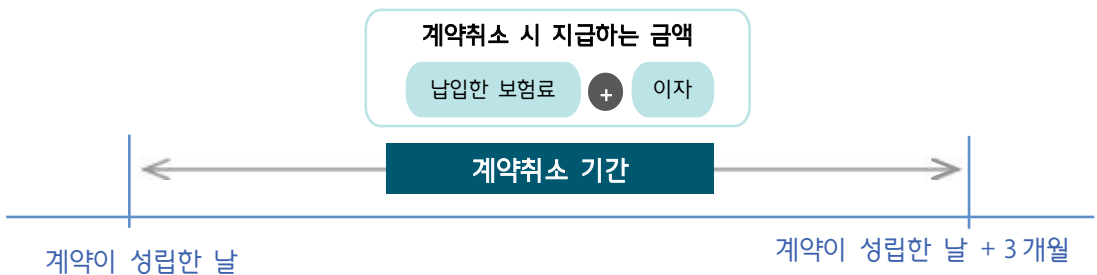 계약취소 시 지급하는 금액
납입한 보험료 + 이자
계약취소 기간
계약이 성립한 날
계약이 성립한 날 + 3개월